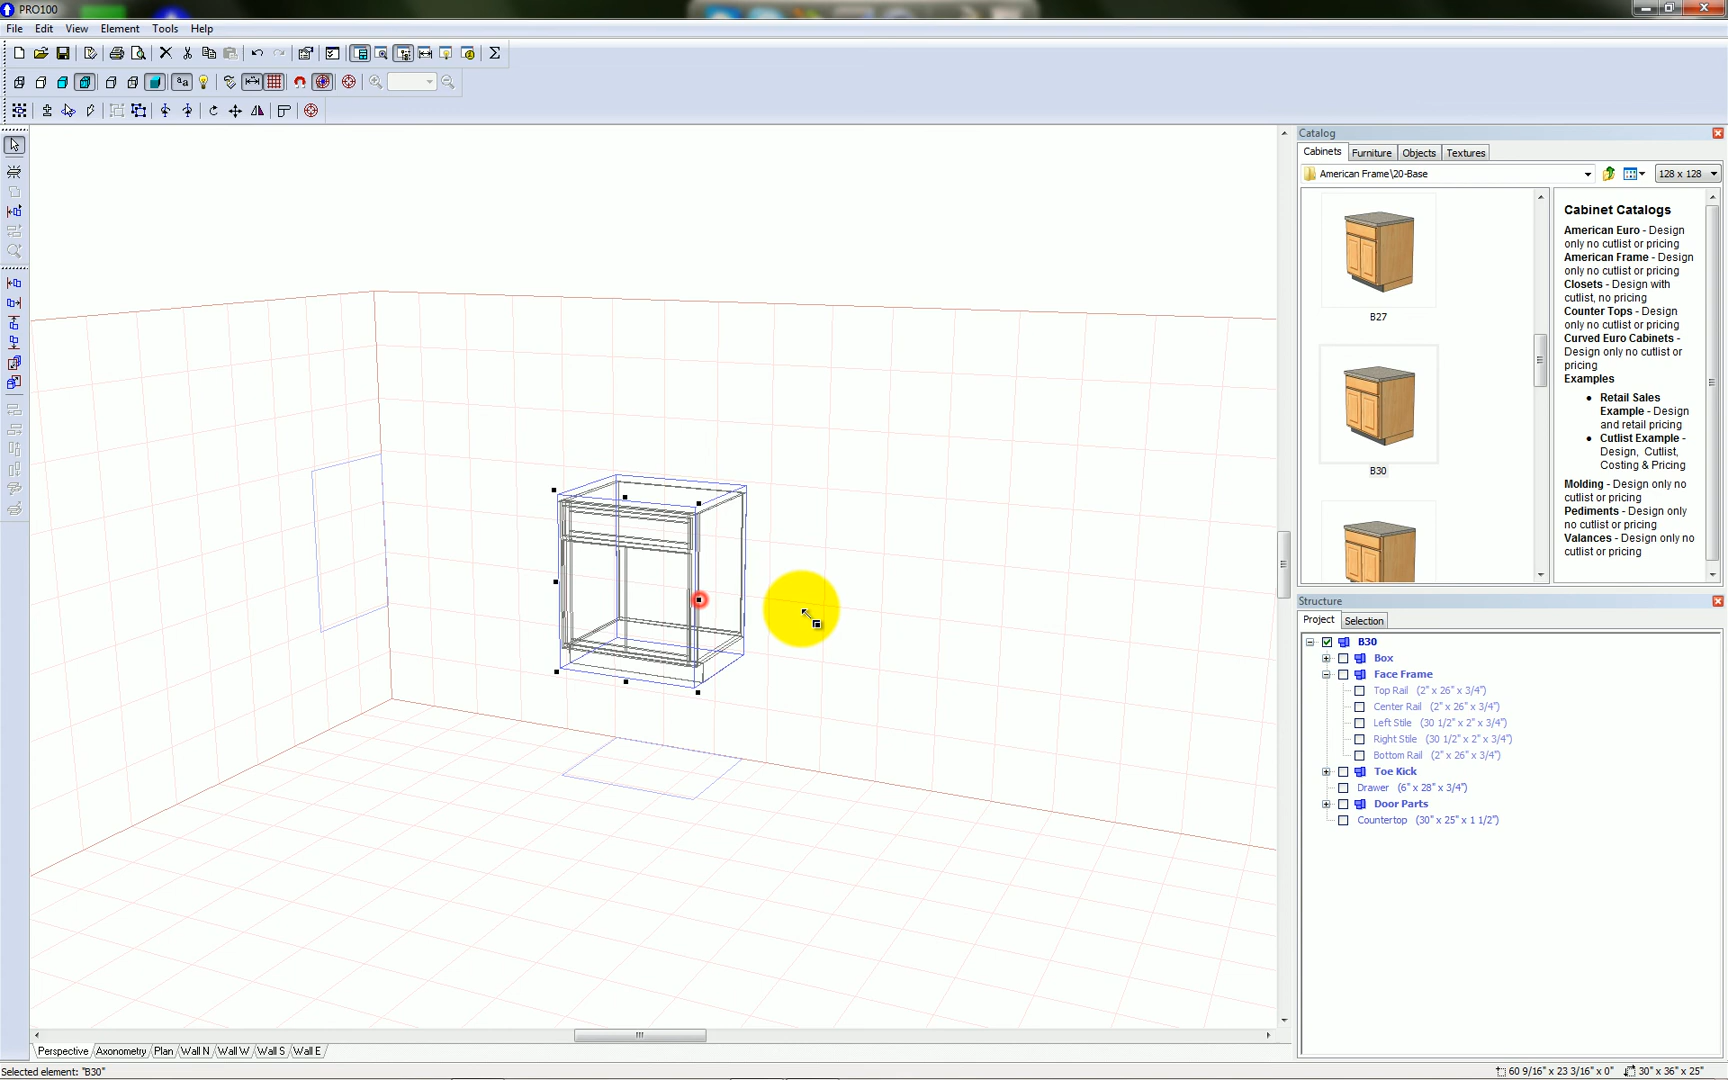 PRO100
File Edit View Element Tools Help
Catalog
Cabinets Furniture Objects Textures
American Frame\20-Base
128 x 128
B27
B30
Cabinet Catalogs
American Euro - Design
only no cutlist or pricing
American Frame - Design
only no cutlist or pricing
Closets - Design with
cutlist, no pricing
Counter Tops - Design
only no cutlist or pricing
Curved Euro Cabinets -
Design only no cutlist or
pricing
Examples
Retail Sales
Example - Design
and retail pricing
Cutlist Example -
Design, Cutlist,
Costing & Pricing
Molding - Design only no
cutlist or pricing
Pediments - Design only
no cutlist or pricing
Valances - Design only no
cutlist or pricing
Structure
Project Selection
B30
Box
Face Frame
Top Rail (2" x 26" x 3/4")
Center Rail (2" x 26" x 3/4")
Left Stile (30 1/2" x 2" x 3/4")
Right Stile (30 1/2" x 2" x 3/4")
Bottom Rail (2" x 26" x 3/4")
Toe Kick
Drawer (6" x 28" x 3/4")
Door Parts
Countertop (30" x 25" x 1 1/2")
Perspective Axonometry Plan Wall N Wall W Wall S Wall E
Selected element: "B30"
60 9/16" x 23 3/16" x 0" 30" x 36" x 25"